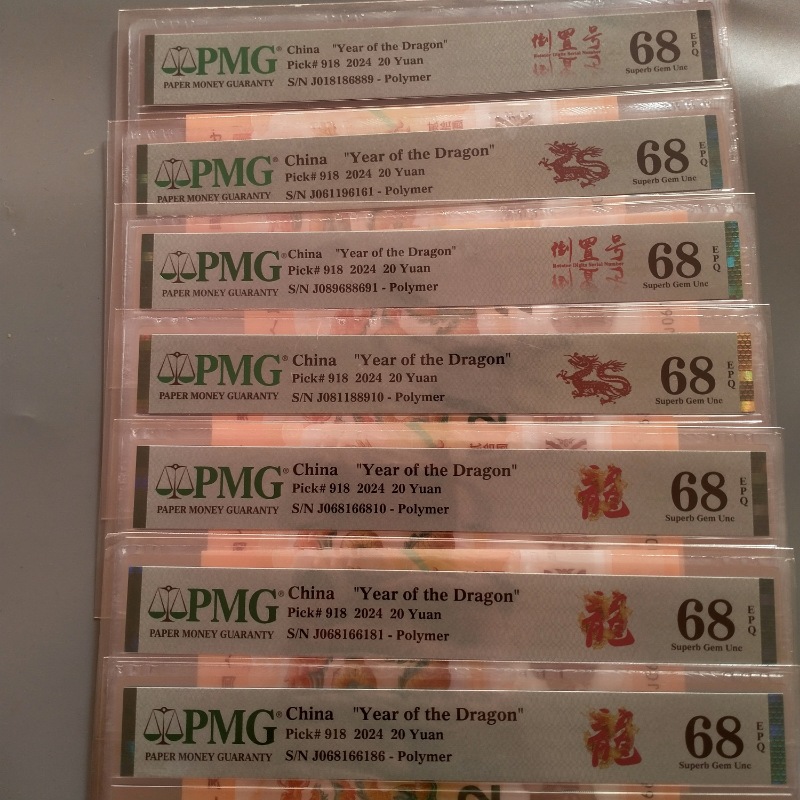 PMG® China "Year of the Dragon" 倒置号 68 EPQ
Pick# 918 2024 20 Yuan
PAPER MONEY GUARANTY S/N J018186889 - Polymer Superb Gem Unc
PMG® China "Year of the Dragon" 68 EPQ
Pick# 918 2024 20 Yuan
PAPER MONEY GUARANTY S/N J061196161 - Polymer Superb Gem Unc
PMG® China "Year of the Dragon" 倒置号 68 EPQ
Pick# 918 2024 20 Yuan
PAPER MONEY GUARANTY S/N J089688691 - Polymer Superb Gem Unc
PMG® China "Year of the Dragon" 68 EPQ
Pick# 918 2024 20 Yuan
PAPER MONEY GUARANTY S/N J081188910 - Polymer Superb Gem Unc
PMG® China "Year of the Dragon" 龍 68 EPQ
Pick# 918 2024 20 Yuan
PAPER MONEY GUARANTY S/N J068166810 - Polymer Superb Gem Unc
PMG® China "Year of the Dragon" 龍 68 EPQ
Pick# 918 2024 20 Yuan
PAPER MONEY GUARANTY S/N J068166181 - Polymer Superb Gem Unc
PMG® China "Year of the Dragon" 龍 68 EPQ
Pick# 918 2024 20 Yuan
PAPER MONEY GUARANTY S/N J068166186 - Polymer Superb Gem Unc